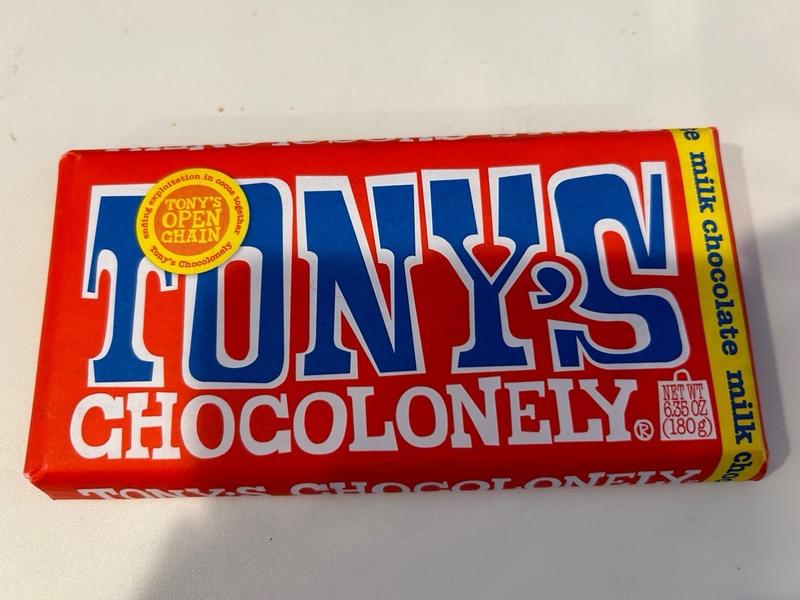 TONY'S
CHOCOLONELY®
ending exploitation in cocoa together
TONY'S
OPEN
CHAIN
Tony's Chocolonely
NET WT
6.35 OZ
(180 g)
milk chocolate milk
TONY'S CHOCOLONELY